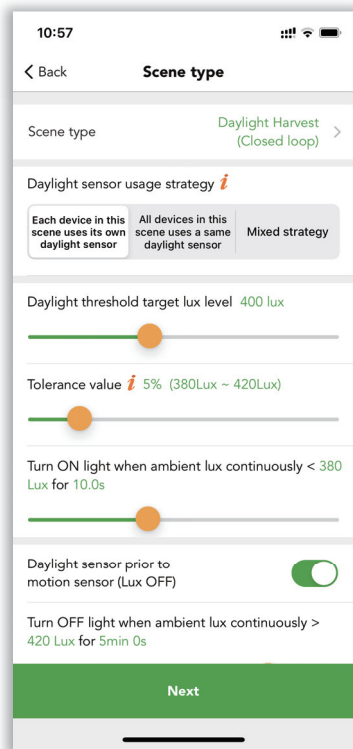 10:57
Back
Scene type
Scene type
Daylight Harvest
(Closed loop)
Daylight sensor usage strategy i
Each device in this
scene uses its own
daylight sensor
All devices in this
scene uses a same
daylight sensor
Mixed strategy
Daylight threshold target lux level 400 lux
Tolerance value i 5% (380Lux ~ 420Lux)
Turn ON light when ambient lux continuously < 380
Lux for 10.0s
Daylight sensor prior to
motion sensor (Lux OFF)
Turn OFF light when ambient lux continuously >
420 Lux for 5min 0s
Next